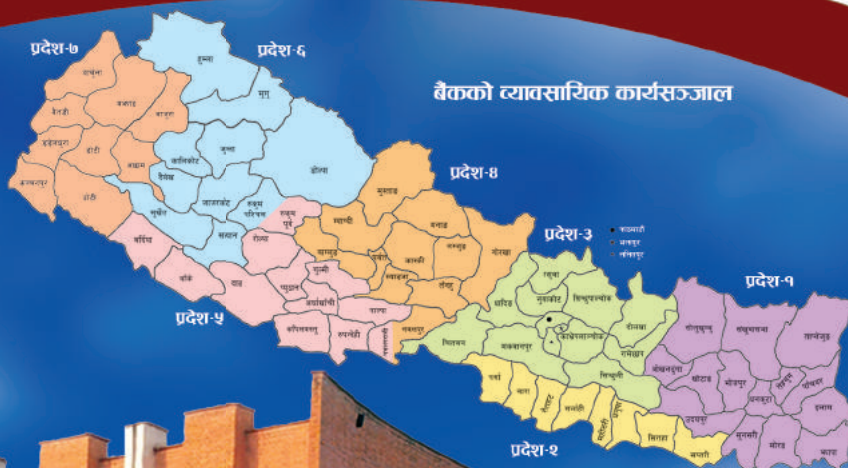 बैंकको व्यावसायिक कार्यसञ्जाल
प्रदेश-७
दार्चुला
बैतडी
बझाङ
बाजुरा
डडेलधुरा
डोटी
अछाम
कञ्चनपुर
डोटी
प्रदेश-६
हुम्ला
मुगु
डोल्पा
जुम्ला
कालिकोट
दैलेख
जाजरकोट
रुकुम
पश्चिम
सुर्खेत
सल्यान
प्रदेश-५
रुकुम
पूर्व
रोल्पा
बर्दिया
बाँके
दाङ
प्यूठान
गुल्मी
अर्घाखाँची
पाल्पा
कपिलवस्तु
रुपन्देही
प्रदेश-४
मुस्ताङ
म्याग्दी
मनाङ
बागलुङ
पर्वत
कास्की
लमजुङ
गोरखा
स्याङ्जा
तनहुँ
नवलपुर
प्रदेश-३
काठमाडौं
भक्तपुर
ललितपुर
रसुवा
धादिङ
नुवाकोट
सिन्धुपाल्चोक
दोलखा
चितवन
मकवानपुर
काभ्रेपलाञ्चोक
रामेछाप
सिन्धुली
प्रदेश-२
पर्सा
बारा
रौतहट
सर्लाही
महोत्तरी
धनुषा
सिराहा
सप्तरी
प्रदेश-१
सोलुखुम्बु
संखुवासभा
ताप्लेजुङ
ओखलढुंगा
खोटाङ
भोजपुर
तेह्रथुम
पाँचथर
धनकुटा
इलाम
उदयपुर
सुनसरी
मोरङ
झापा